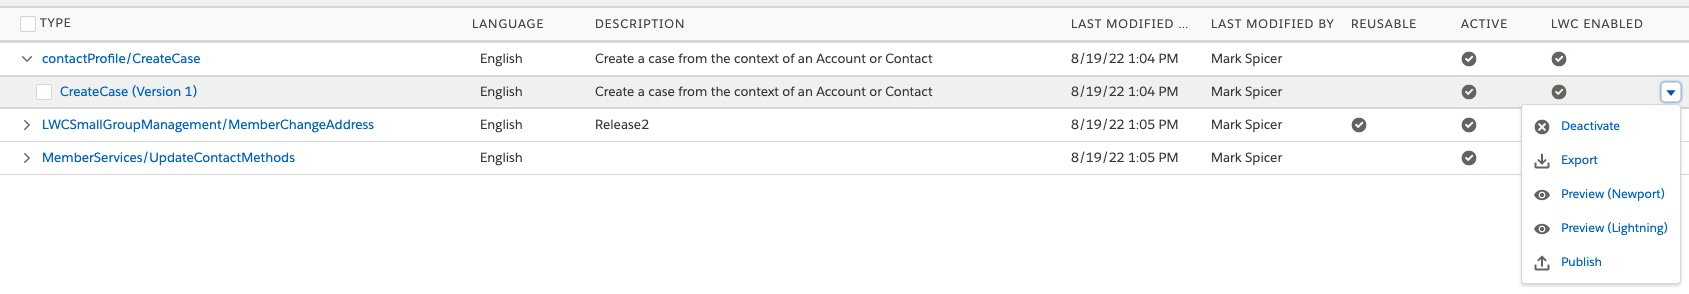 TYPE LANGUAGE DESCRIPTION LAST MODIFIED ... LAST MODIFIED BY REUSABLE ACTIVE LWC ENABLED
contactProfile/CreateCase English Create a case from the context of an Account or Contact 8/19/22 1:04 PM Mark Spicer
CreateCase (Version 1) English Create a case from the context of an Account or Contact 8/19/22 1:04 PM Mark Spicer
LWCSmallGroupManagement/MemberChangeAddress English Release2 8/19/22 1:05 PM Mark Spicer
MemberServices/UpdateContactMethods English 8/19/22 1:05 PM Mark Spicer
Deactivate
Export
Preview (Newport)
Preview (Lightning)
Publish